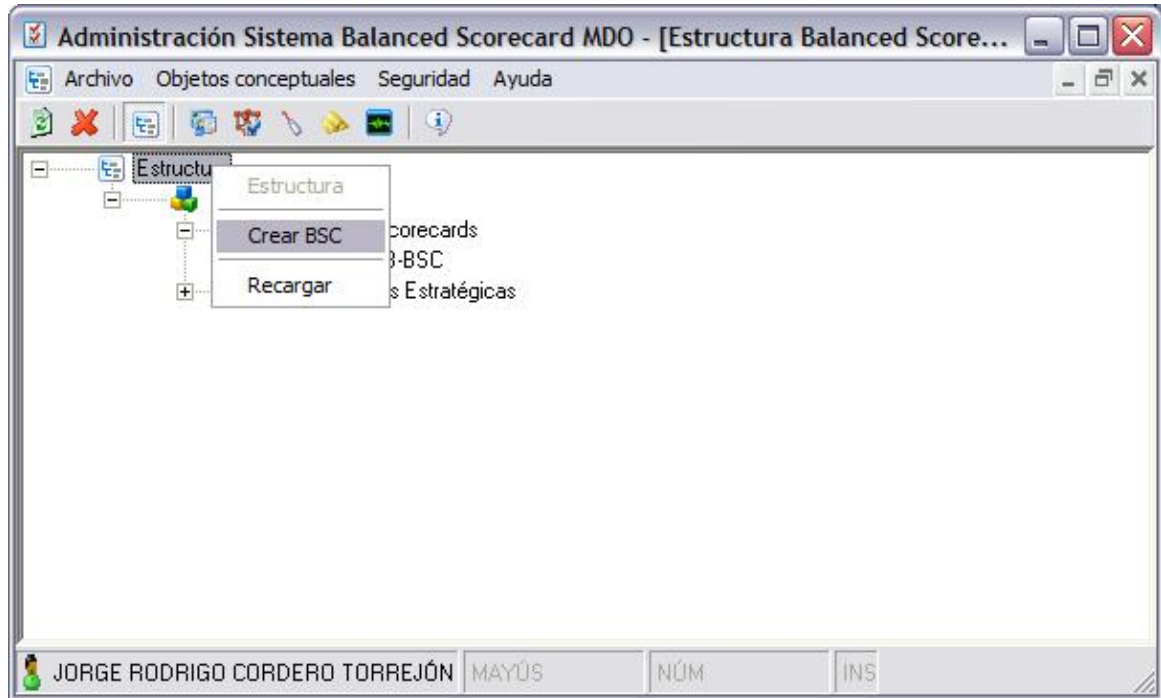 Administración Sistema Balanced Scorecard MDO - [Estructura Balanced Score...
Archivo Objetos conceptuales Seguridad Ayuda
Estructu
Estructura
Crear BSC
corecards
-BSC
Recargar
s Estratégicas
JORGE RODRIGO CORDERO TORREJÓN MAYÚS NÚM INS